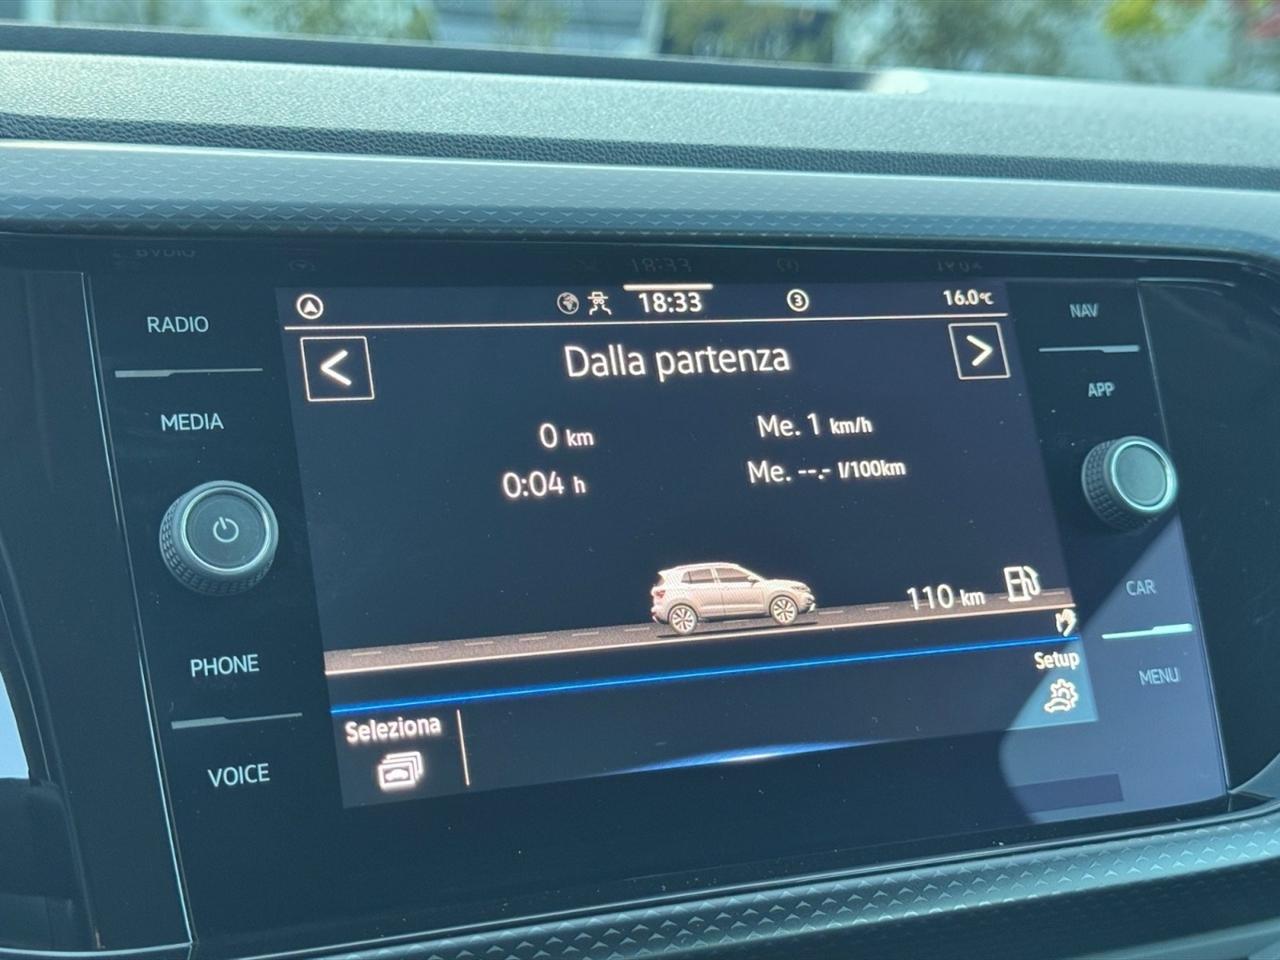 RADIO
MEDIA
PHONE
VOICE
18:33
3
16.0°C
Dalla partenza
0 km
Me. 1 km/h
0:04 h
Me. --.- l/100km
110 km
Seleziona
Setup
NAV
APP
CAR
MENU